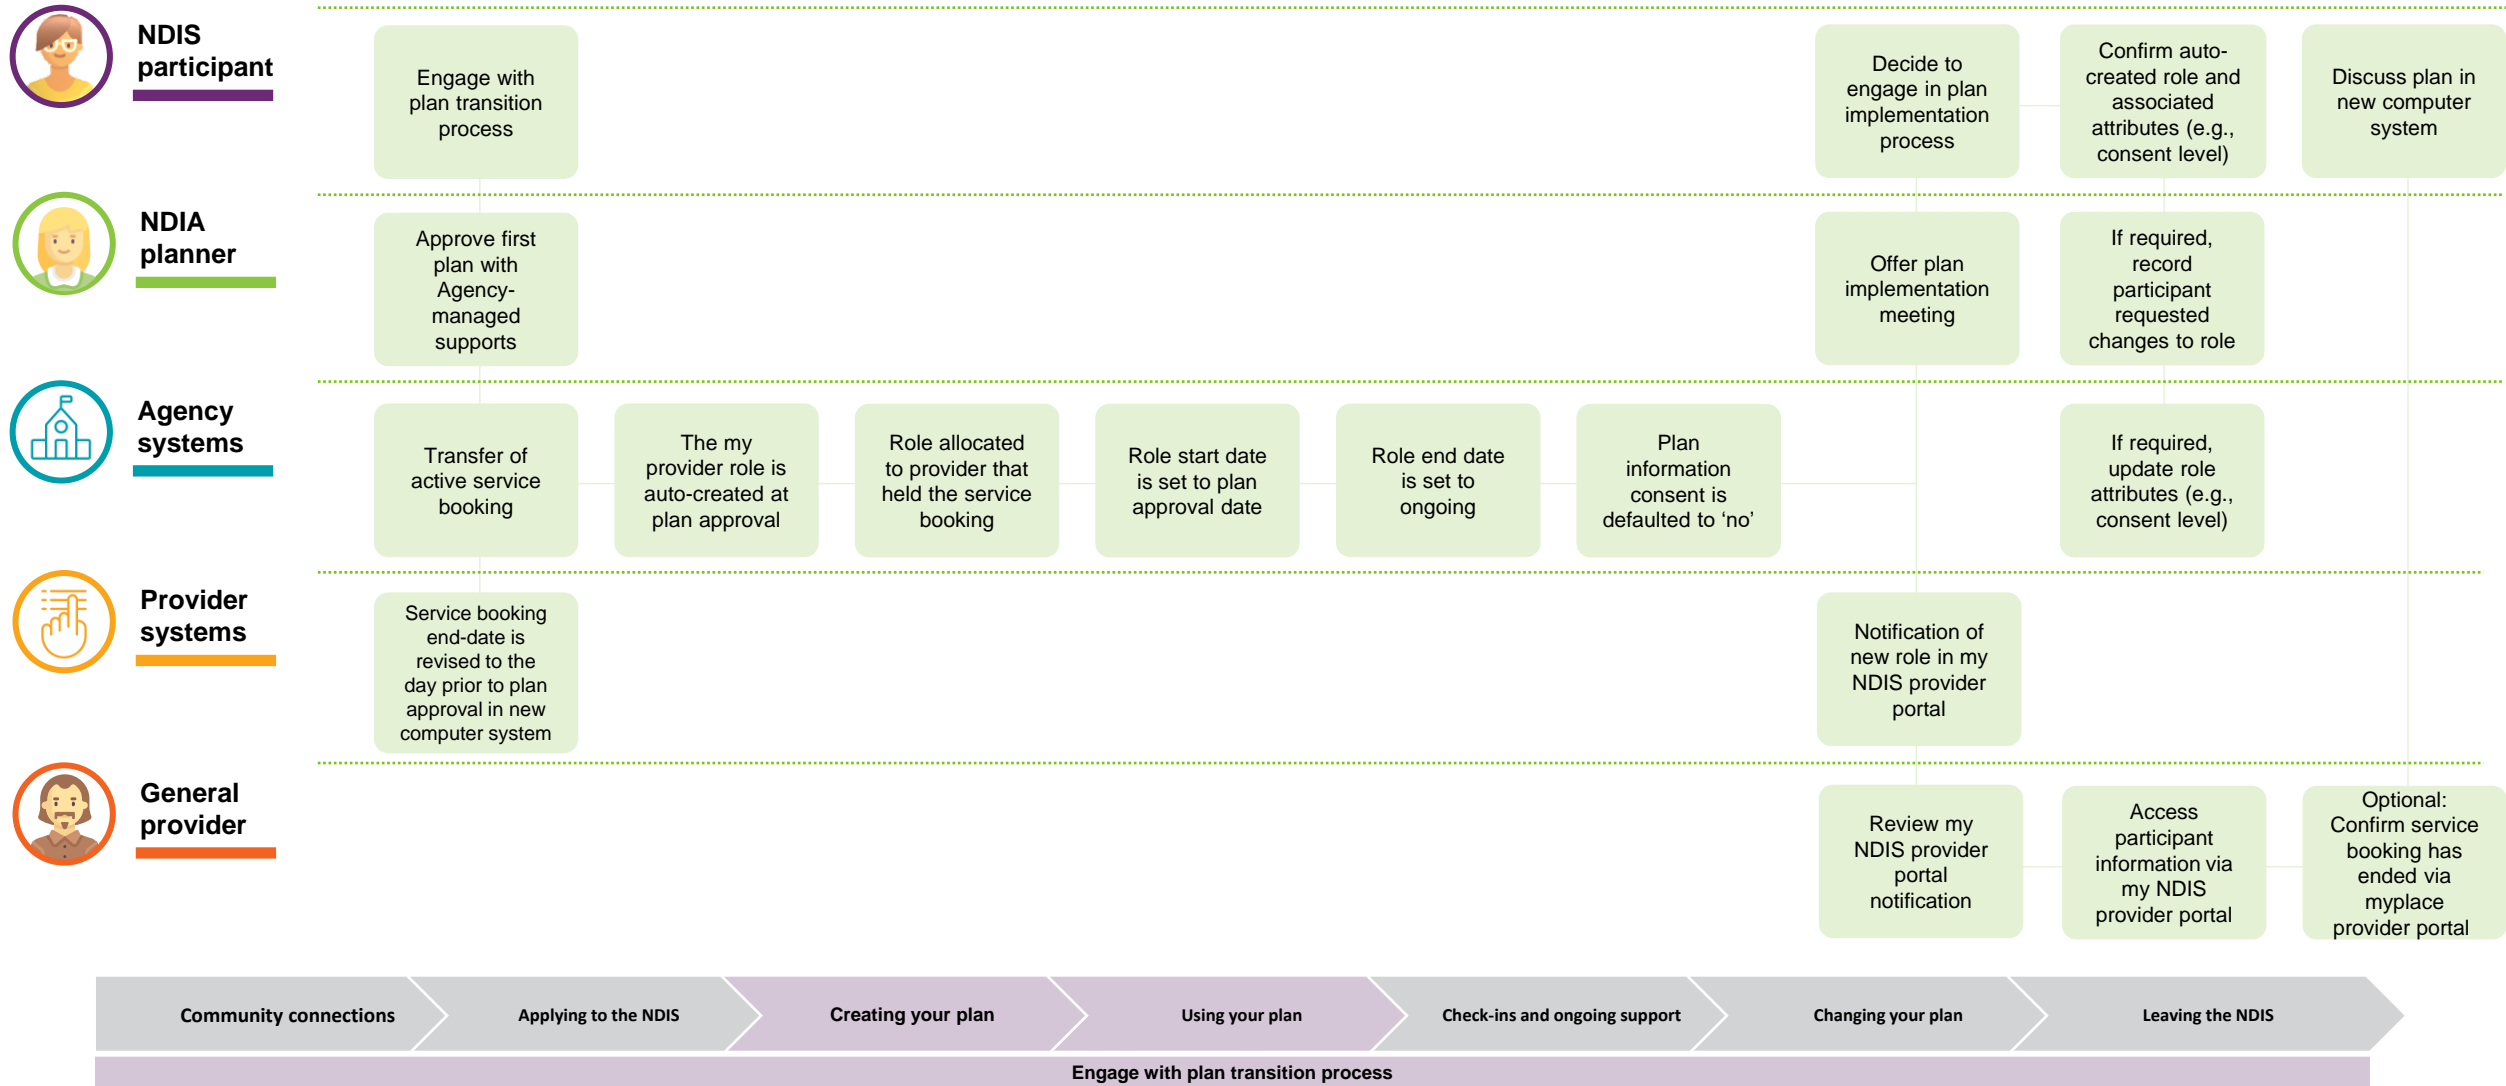 NDIS
participant
Engage with
plan transition
process
Decide to
engage in plan
implementation
process
Confirm auto-
created role and
associated
attributes (e.g.,
consent level)
Discuss plan in
new computer
system
NDIA
planner
Approve first
plan with
Agency-
managed
supports
Offer plan
implementation
meeting
If required,
record
participant
requested
changes to role
Agency
systems
Transfer of
active service
booking
The my
provider role is
auto-created at
plan approval
Role allocated
to provider that
held the service
booking
Role start date
is set to plan
approval date
Role end date
is set to
ongoing
Plan
information
consent is
defaulted to ‘no’
If required,
update role
attributes (e.g.,
consent level)
Provider
systems
Service booking
end-date is
revised to the
day prior to plan
approval in new
computer system
Notification of
new role in my
NDIS provider
portal
General
provider
Review my
NDIS provider
portal
notification
Access
participant
information via
my NDIS
provider portal
Optional:
Confirm service
booking has
ended via
myplace
provider portal
Community connections
Applying to the NDIS
Creating your plan
Using your plan
Check-ins and ongoing support
Changing your plan
Leaving the NDIS
Engage with plan transition process